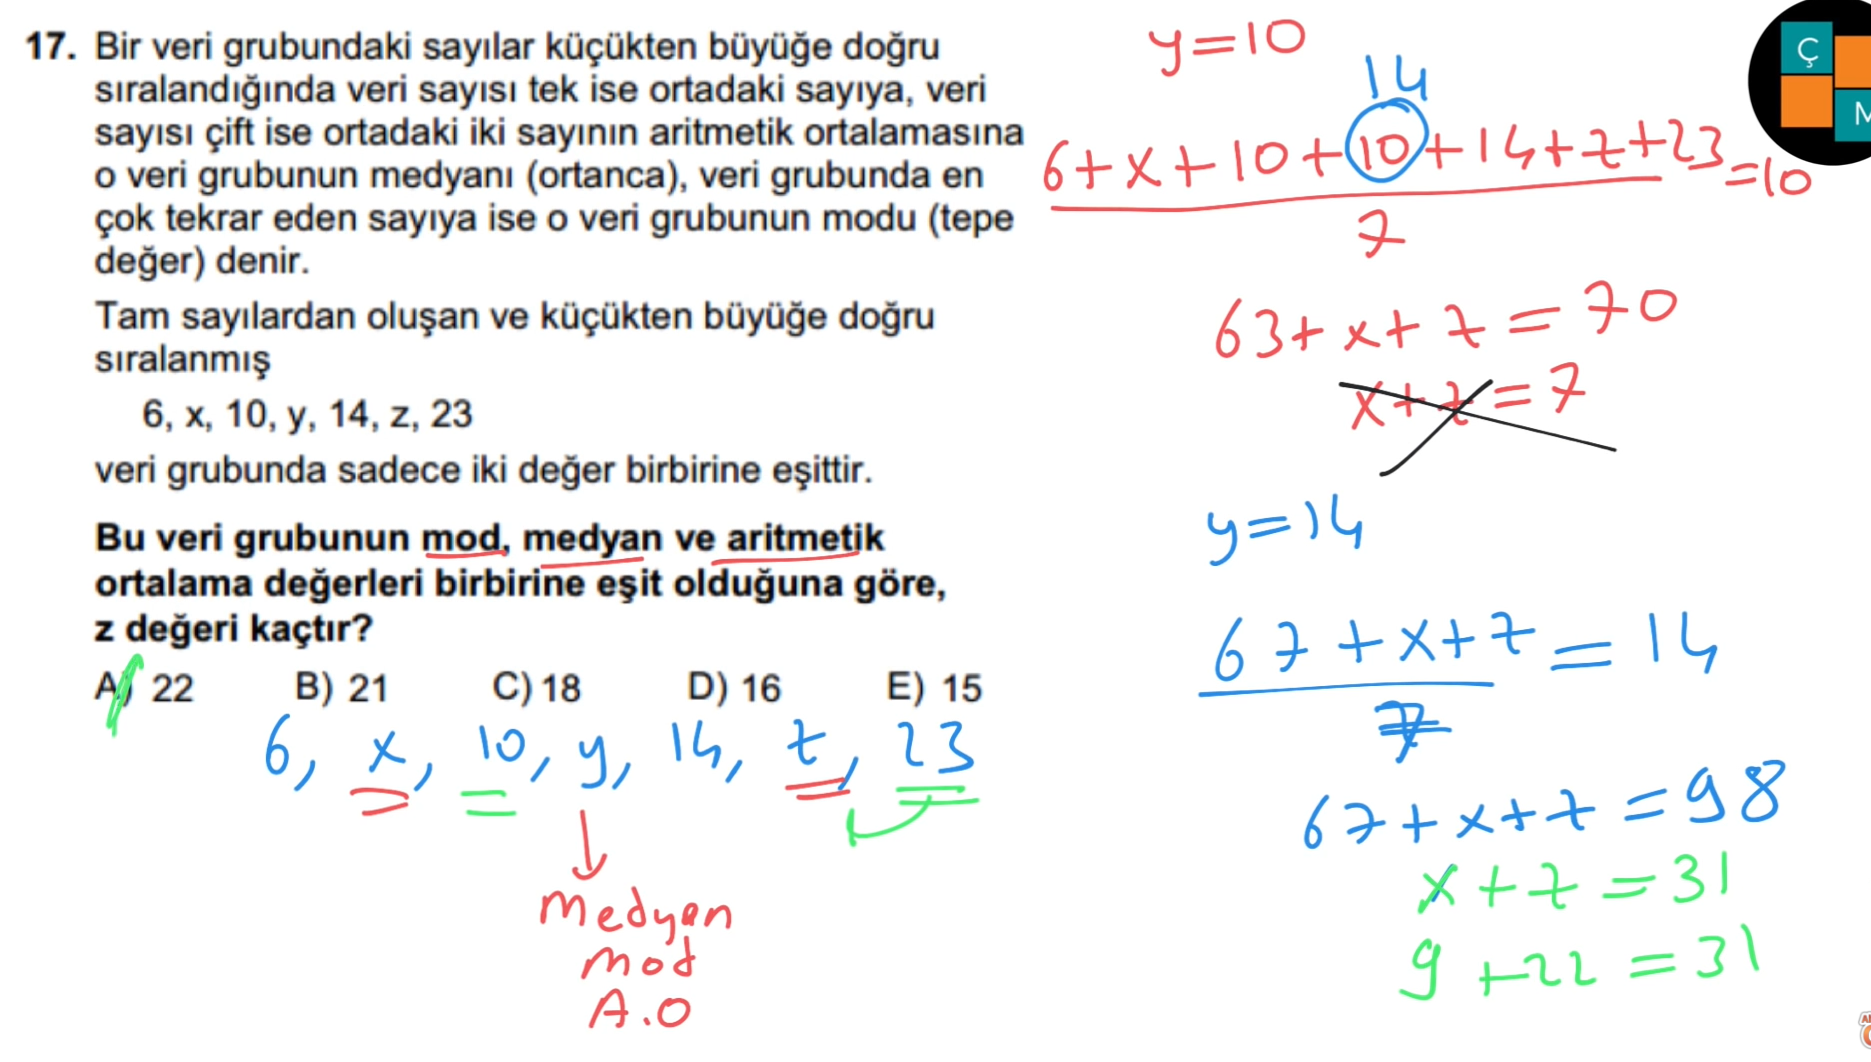 17. Bir veri grubundaki sayılar küçükten büyüğe doğru
sıralandığında veri sayısı tek ise ortadaki sayıya, veri
sayısı çift ise ortadaki iki sayının aritmetik ortalamasına
o veri grubunun medyanı (ortanca), veri grubunda en
çok tekrar eden sayıya ise o veri grubunun modu (tepe
değer) denir.
Tam sayılardan oluşan ve küçükten büyüğe doğru
sıralanmış
6, x, 10, y, 14, z, 23
veri grubunda sadece iki değer birbirine eşittir.
Bu veri grubunun mod, medyan ve aritmetik
ortalama değerleri birbirine eşit olduğuna göre,
z değeri kaçtır?
A) 22 B) 21 C) 18 D) 16 E) 15
6, x, 10, y, 14, z, 23
Medyan
Mod
A.O
y=10
14
6+x+10+10+14+z+23=10
7
63+x+z=70
x+z=7
y=14
67+x+z=14
7
67+x+z=98
x+z=31
9+22=31
Ç
M